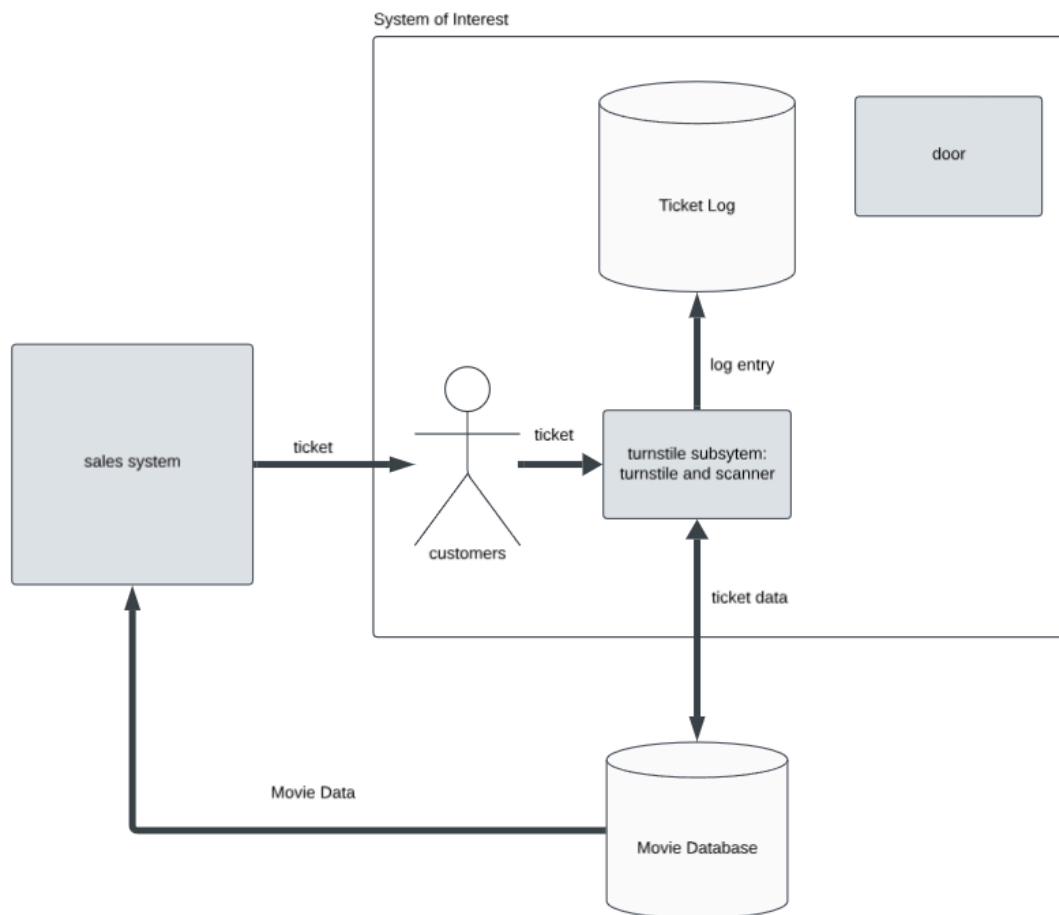 System of Interest
door
Ticket Log
log entry
sales system
ticket
ticket
turnstile subsytem:
turnstile and scanner
customers
ticket data
Movie Data
Movie Database